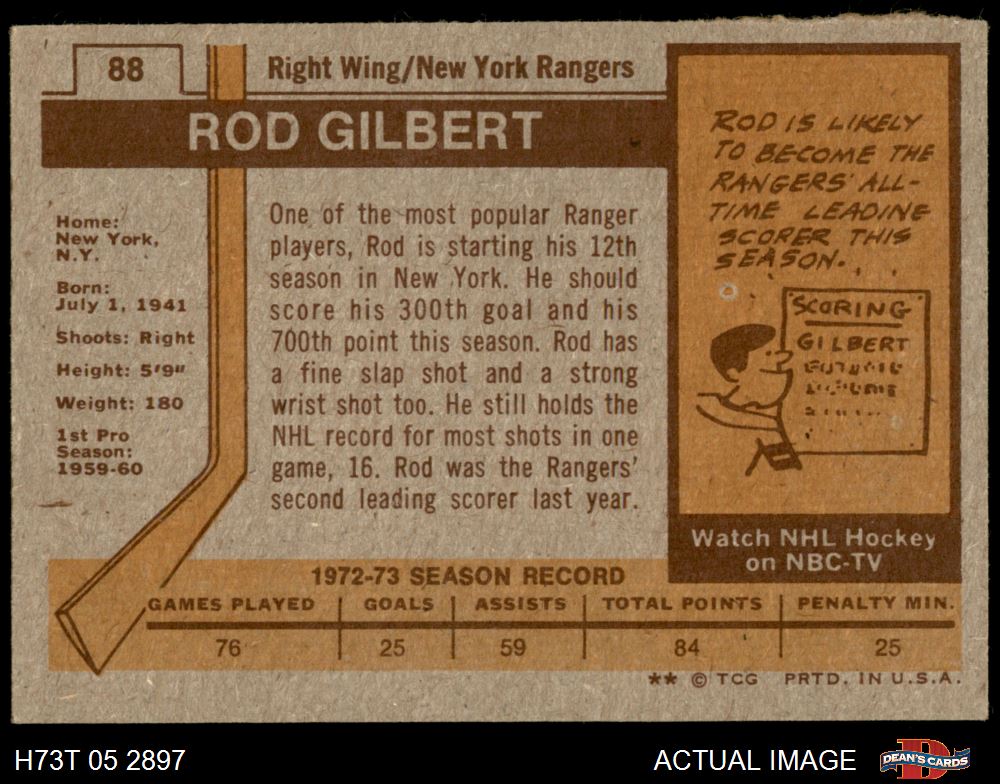 88
Right Wing/New York Rangers
ROD GILBERT
Home:
New York,
N.Y.
Born:
July 1, 1941
Shoots: Right
Height: 5'9"
Weight: 180
1st Pro
Season:
1959-60
One of the most popular Ranger
players, Rod is starting his 12th
season in New York. He should
score his 300th goal and his
700th point this season. Rod has
a fine slap shot and a strong
wrist shot too. He still holds the
NHL record for most shots in one
game, 16. Rod was the Rangers'
second leading scorer last year.
ROD IS LIKELY
TO BECOME THE
RANGERS' ALL-
TIME LEADING
SCORER THIS
SEASON.
SCORING
GILBERT
Watch NHL Hockey
on NBC-TV
1972-73 SEASON RECORD
GAMES PLAYED GOALS ASSISTS TOTAL POINTS PENALTY MIN.
76 25 59 84 25
** © TCG PRTD. IN U.S.A.
H73T 05 2897 ACTUAL IMAGE DEAN'S CARDS